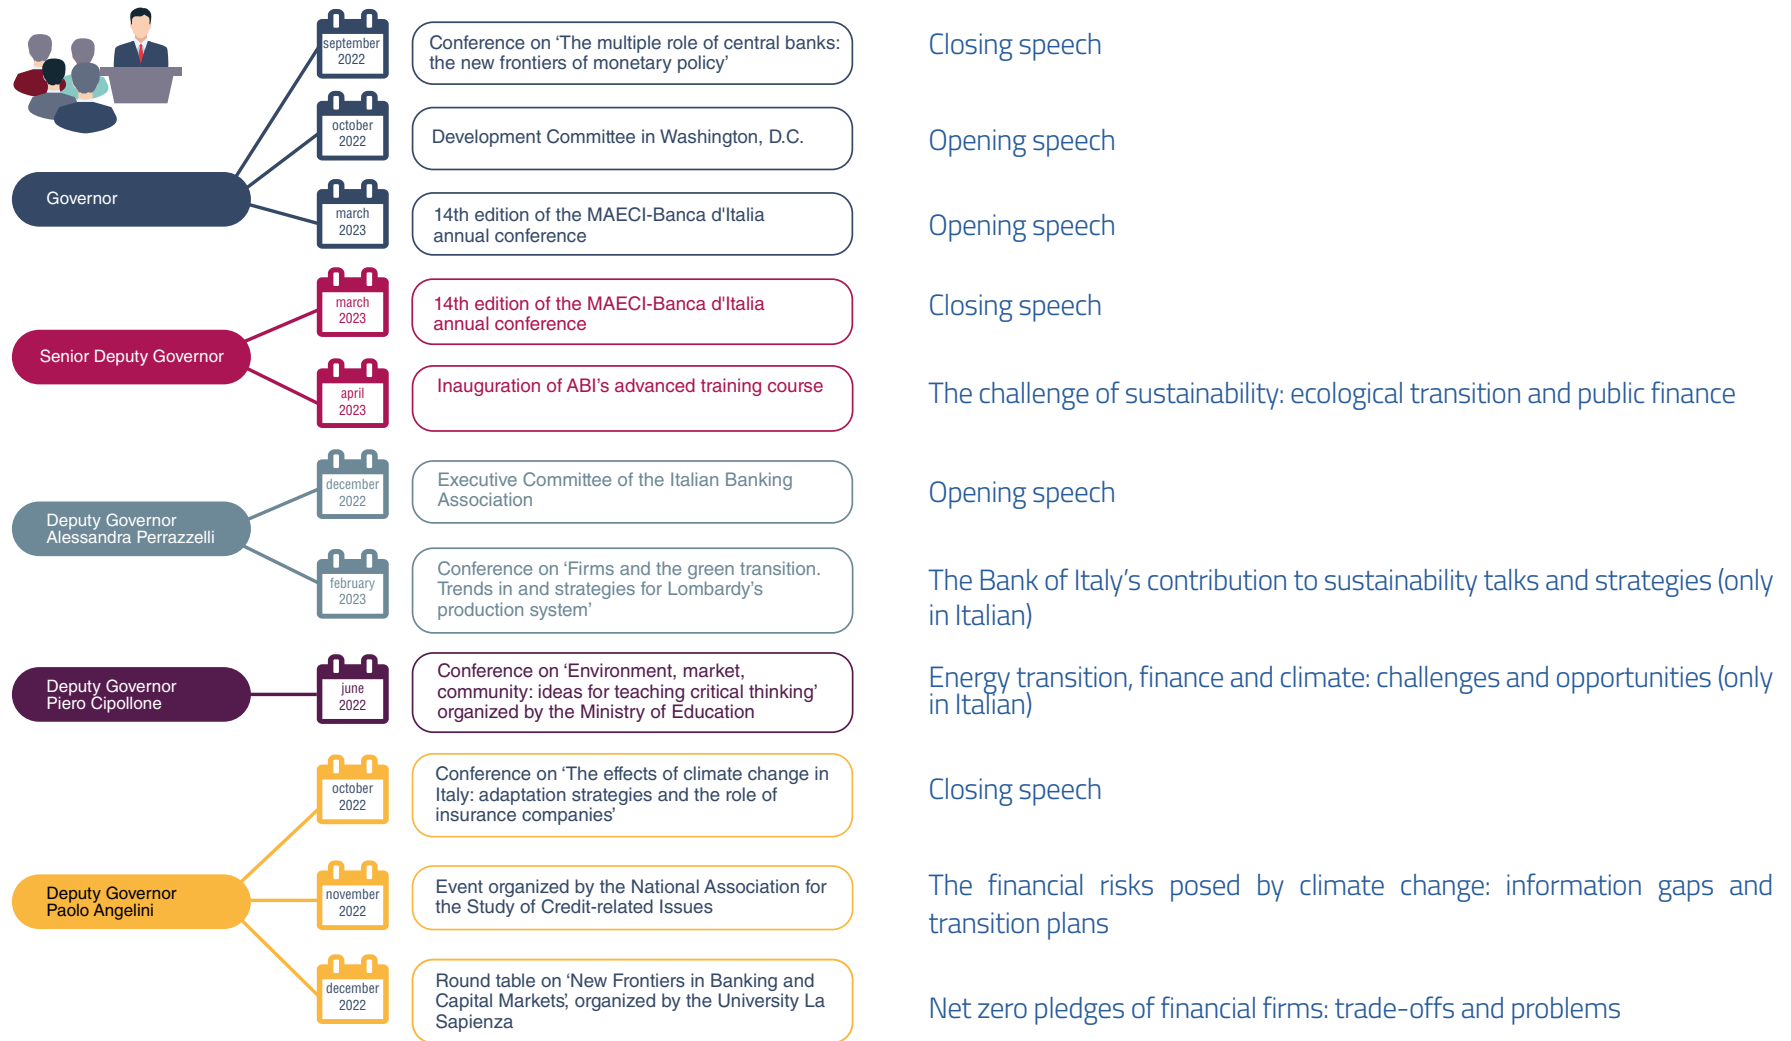 september
2022
Conference on ‘The multiple role of central banks:
the new frontiers of monetary policy’
Closing speech
october
2022
Development Committee in Washington, D.C.
Opening speech
Governor
march
2023
14th edition of the MAECI-Banca d'Italia
annual conference
Opening speech
march
2023
14th edition of the MAECI-Banca d'Italia
annual conference
Closing speech
Senior Deputy Governor
april
2023
Inauguration of ABI’s advanced training course
The challenge of sustainability: ecological transition and public finance
december
2022
Executive Committee of the Italian Banking
Association
Opening speech
Deputy Governor
Alessandra Perrazzelli
february
2023
Conference on ‘Firms and the green transition.
Trends in and strategies for Lombardy’s
production system’
The Bank of Italy’s contribution to sustainability talks and strategies (only
in Italian)
Deputy Governor
Piero Cipollone
june
2022
Conference on ‘Environment, market,
community: ideas for teaching critical thinking’
organized by the Ministry of Education
Energy transition, finance and climate: challenges and opportunities (only
in Italian)
october
2022
Conference on ‘The effects of climate change in
Italy: adaptation strategies and the role of
insurance companies’
Closing speech
Deputy Governor
Paolo Angelini
november
2022
Event organized by the National Association for
the Study of Credit-related Issues
The financial risks posed by climate change: information gaps and
transition plans
december
2022
Round table on ‘New Frontiers in Banking and
Capital Markets’, organized by the University La
Sapienza
Net zero pledges of financial firms: trade-offs and problems